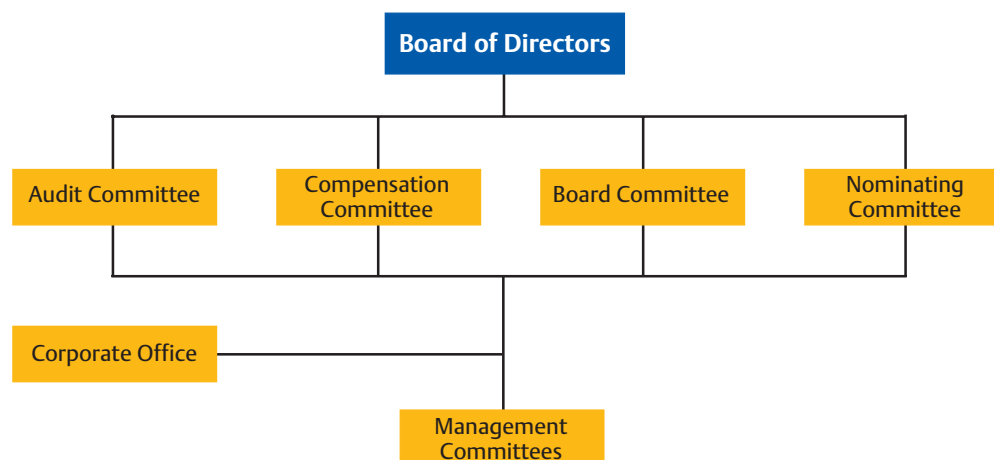 Board of Directors
Audit Committee
Compensation
Committee
Board Committee
Nominating
Committee
Corporate Office
Management
Committees